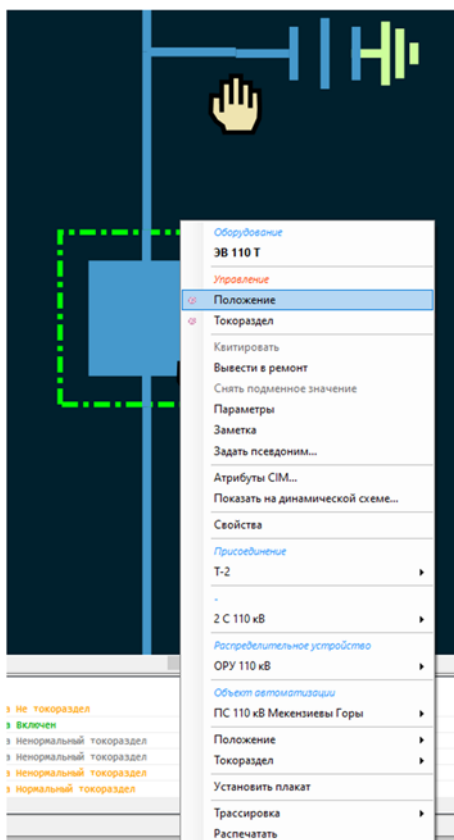 Оборудование
ЭВ 110 Т
Управление
Положение
Токораздел
Квитировать
Вывести в ремонт
Снять подменное значение
Параметры
Заметка
Задать псевдоним...
Атрибуты CIM...
Показать на динамической схеме...
Свойства
Присоединение
Т-2
-
2 С 110 кВ
Распределительное устройство
ОРУ 110 кВ
Объект автоматизации
ПС 110 кВ Мекензиевы Горы
Положение
Токораздел
Установить плакат
Трассировка
Распечатать
а Не токораздел
а Включен
а Ненормальный токораздел
а Ненормальный токораздел
а Ненормальный токораздел
а Нормальный токораздел